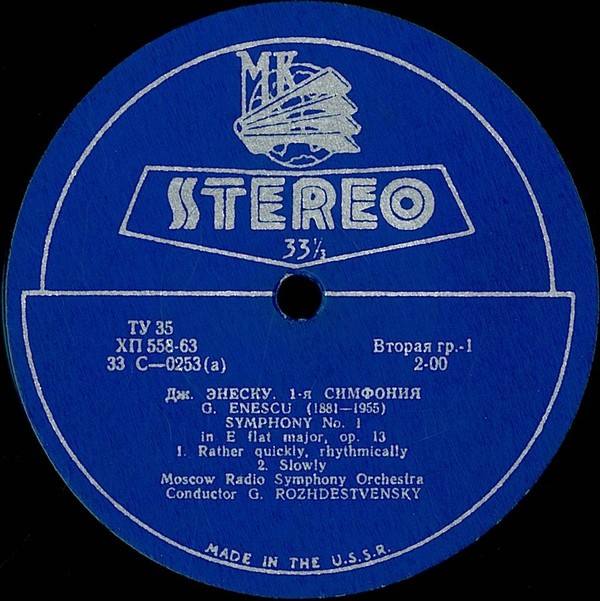 МК
STEREO
33⅓
ТУ 35
ХП 558-63
33 С—0253(а)
Вторая гр.-1
2-00
Дж. ЭНЕСКУ. 1-я СИМФОНИЯ
G. ENESCU (1881—1955)
SYMPHONY No. 1
in E flat major, op. 13
1. Rather quickly, rhythmically
2. Slowly
Moscow Radio Symphony Orchestra
Conductor G. ROZHDESTVENSKY
MADE IN THE U.S.S.R.